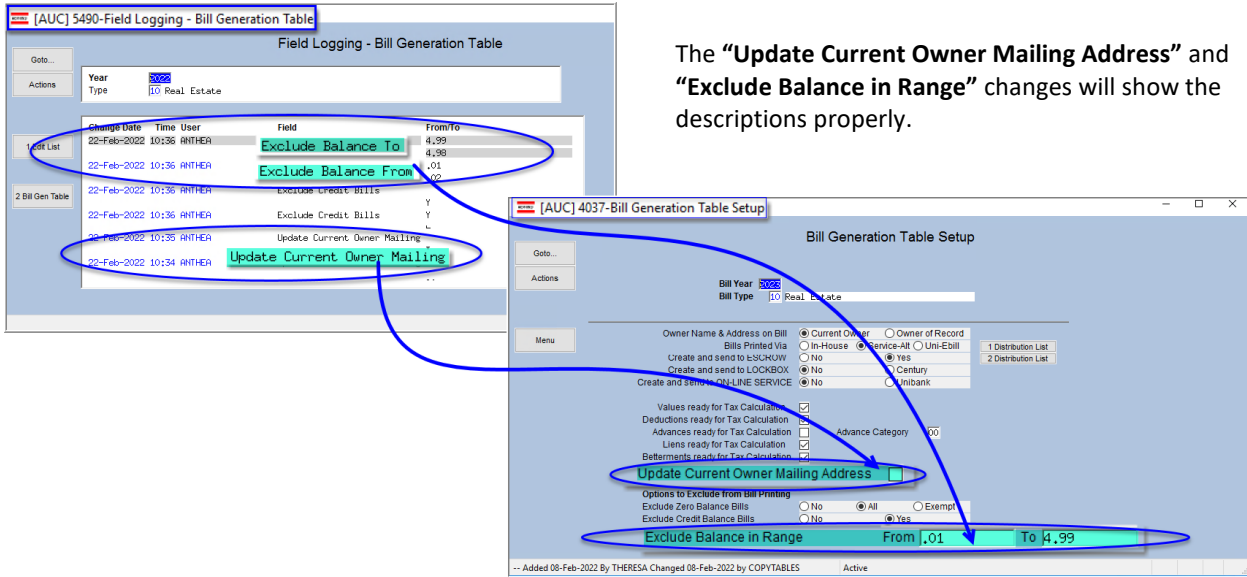 [AUC] 5490-Field Logging - Bill Generation Table
Field Logging - Bill Generation Table
Goto...
Actions
Year 2022
Type 10 Real Estate
Change Date Time User Field From/To
1 Edit List
22-Feb-2022 10:36 ANTHEA Exclude Balance To 4.99
4.98
22-Feb-2022 10:36 ANTHEA Exclude Balance From .01
.02
2 Bill Gen Table
22-Feb-2022 10:36 ANTHEA Exclude Credit Bills
Y
22-Feb-2022 10:36 ANTHEA Exclude Credit Bills Y
22-Feb-2022 10:35 ANTHEA Update Current Owner Mailing
22-Feb-2022 10:34 ANTHEA Update Current Owner Mailing
The “Update Current Owner Mailing Address” and
“Exclude Balance in Range” changes will show the
descriptions properly.
[AUC] 4037-Bill Generation Table Setup
Bill Generation Table Setup
Goto...
Actions
Menu
Bill Year 2023
Bill Type 10 Real Estate
Owner Name & Address on Bill Current Owner Owner of Record
Bills Printed Via In-House Service-Alt Uni-Ebill 1 Distribution List
Create and send to ESCROW No Yes 2 Distribution List
Create and send to LOCKBOX No Century
Create and send to ON-LINE SERVICE No Unibank
Values ready for Tax Calculation
Deductions ready for Tax Calculation
Advances ready for Tax Calculation Advance Category 00
Liens ready for Tax Calculation
Betterments ready for Tax Calculation
Update Current Owner Mailing Address
Options to Exclude from Bill Printing
Exclude Zero Balance Bills No All Exempt
Exclude Credit Balance Bills No Yes
Exclude Balance in Range From .01 To 4.99
-- Added 08-Feb-2022 By THERESA Changed 08-Feb-2022 by COPYTABLES Active